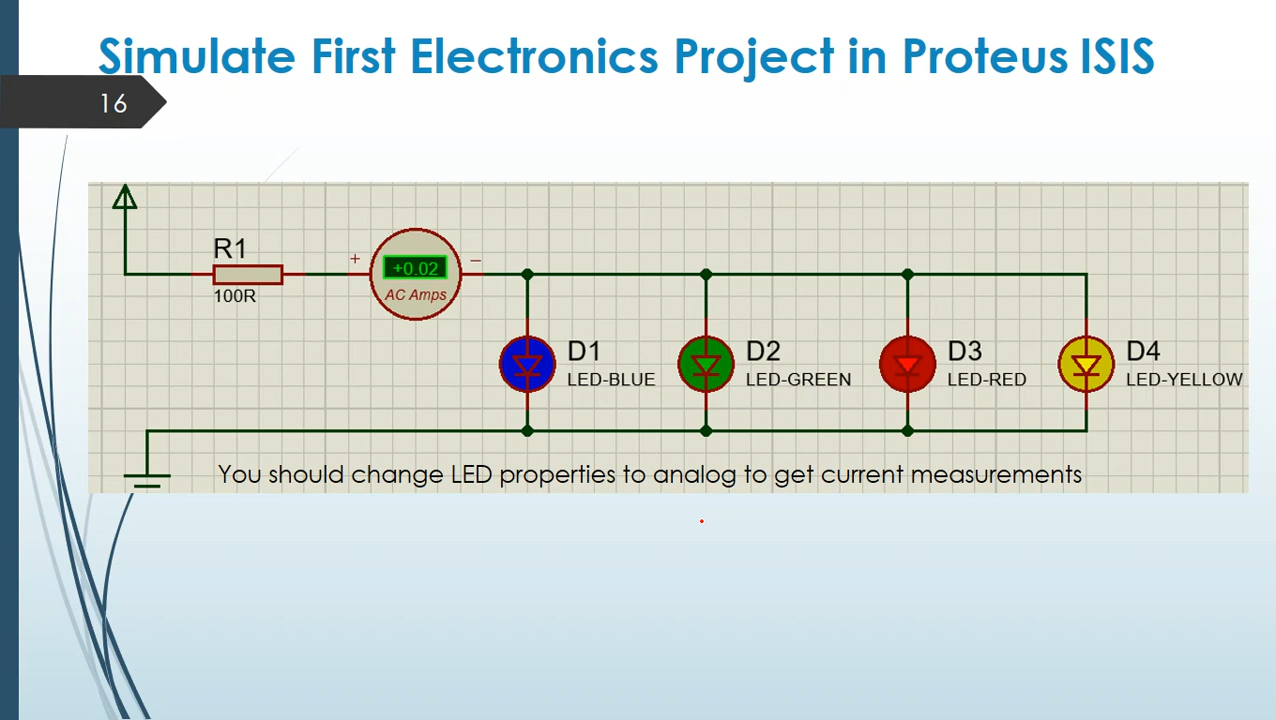 Simulate First Electronics Project in Proteus ISIS
16
R1
100R
+
+0.02
−
AC Amps
D1
LED-BLUE
D2
LED-GREEN
D3
LED-RED
D4
LED-YELLOW
You should change LED properties to analog to get current measurements